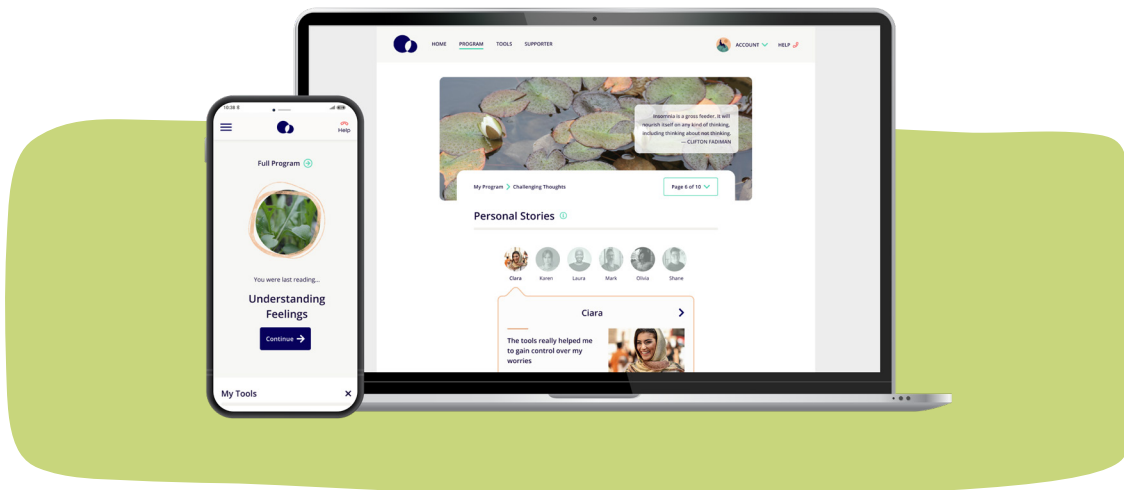 HOME PROGRAM TOOLS SUPPORTER ACCOUNT HELP
Insomnia is a gross feeder. It will
nourish itself on any kind of thinking,
including thinking about not thinking.
— CLIFTON FADIMAN
My Program > Challenging Thoughts Page 6 of 10
Personal Stories
Ciara Karen Laura Mark Olivia Shane
Ciara
The tools really helped me
to gain control over my
worries
10:36
Help
Full Program
You were last reading...
Understanding
Feelings
Continue
My Tools